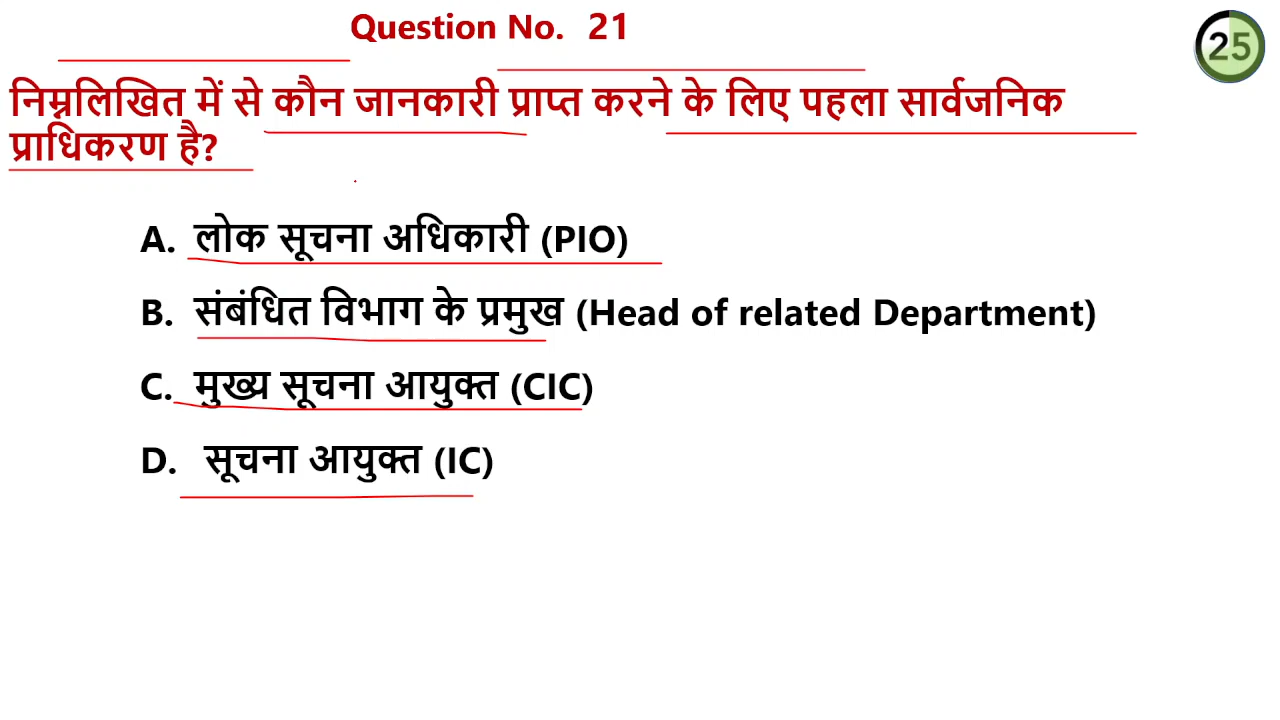 Question No. 21
25
निम्नलिखित में से कौन जानकारी प्राप्त करने के लिए पहला सार्वजनिक
प्राधिकरण है?
A. लोक सूचना अधिकारी (PIO)
B. संबंधित विभाग के प्रमुख (Head of related Department)
C. मुख्य सूचना आयुक्त (CIC)
D. सूचना आयुक्त (IC)